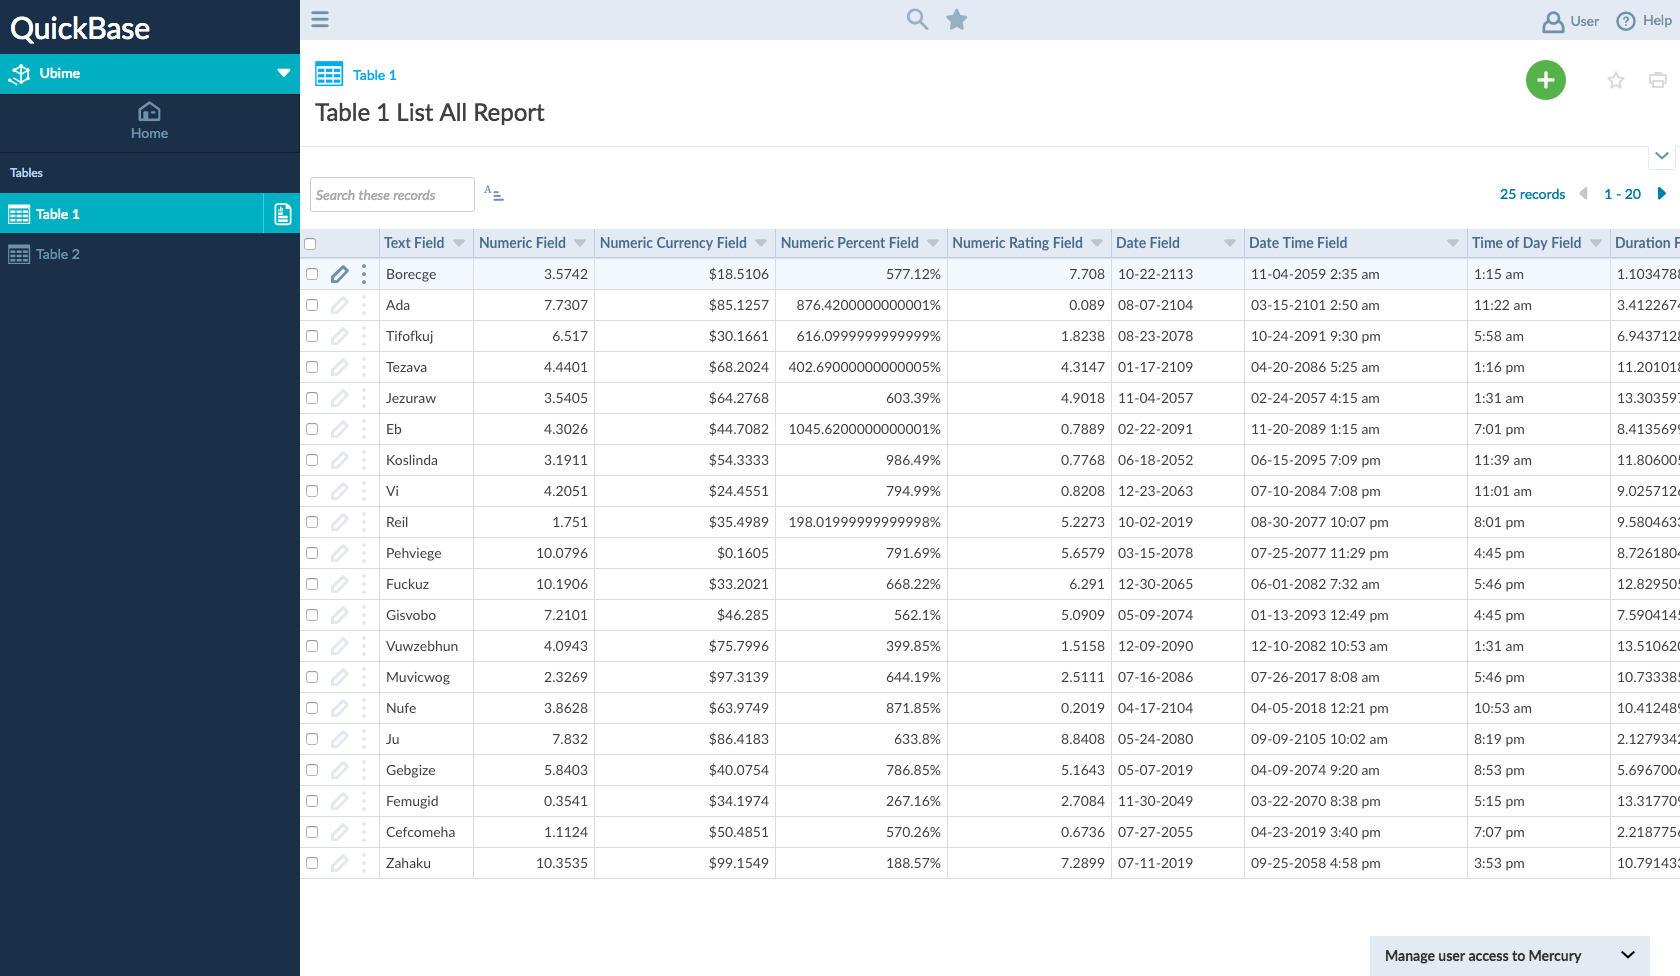 QuickBase
User
Help
Ubime
Home
Tables
Table 1
Table 2
Table 1
Table 1 List All Report
Search these records
A
25 records 1 - 20
Text Field Numeric Field Numeric Currency Field Numeric Percent Field Numeric Rating Field Date Field Date Time Field Time of Day Field Duration F
Borecge 3.5742 $18.5106 577.12% 7.708 10-22-2113 11-04-2059 2:35 am 1:15 am 1.103478
Ada 7.7307 $85.1257 876.4200000000001% 0.089 08-07-2104 03-15-2101 2:50 am 11:22 am 3.412267
Tifofkuj 6.517 $30.1661 616.0999999999999% 1.8238 08-23-2078 10-24-2091 9:30 pm 5:58 am 6.943712
Tezava 4.4401 $68.2024 402.69000000000005% 4.3147 01-17-2109 04-20-2086 5:25 am 1:16 pm 11.20101
Jezuraw 3.5405 $64.2768 603.39% 4.9018 11-04-2057 02-24-2057 4:15 am 1:31 am 13.30359
Eb 4.3026 $44.7082 1045.6200000000001% 0.7889 02-22-2091 11-20-2089 1:15 am 7:01 pm 8.413569
Koslinda 3.1911 $54.3333 986.49% 0.7768 06-18-2052 06-15-2095 7:09 pm 11:39 am 11.80600
Vi 4.2051 $24.4551 794.99% 0.8208 12-23-2063 07-10-2084 7:08 pm 11:01 am 9.025712
Reil 1.751 $35.4989 198.01999999999998% 5.2273 10-02-2019 08-30-2077 10:07 pm 8:01 pm 9.580463
Pehviege 10.0796 $0.1605 791.69% 5.6579 03-15-2078 07-25-2077 11:29 pm 4:45 pm 8.726180
Fuckuz 10.1906 $33.2021 668.22% 6.291 12-30-2065 06-01-2082 7:32 am 5:46 pm 12.82950
Gisvobo 7.2101 $46.285 562.1% 5.0909 05-09-2074 01-13-2093 12:49 pm 4:45 pm 7.590414
Vuwzebhun 4.0943 $75.7996 399.85% 1.5158 12-09-2090 12-10-2082 10:53 am 1:31 am 13.51062
Muvicwog 2.3269 $97.3139 644.19% 2.5111 07-16-2086 07-26-2017 8:08 am 5:46 pm 10.73338
Nufe 3.8628 $63.9749 871.85% 0.2019 04-17-2104 04-05-2018 12:21 pm 10:53 am 10.41248
Ju 7.832 $86.4183 633.8% 8.8408 05-24-2080 09-09-2105 10:02 am 8:19 pm 2.127934
Gebgize 5.8403 $40.0754 786.85% 5.1643 05-07-2019 04-09-2074 9:20 am 8:53 pm 5.696700
Femugid 0.3541 $34.1974 267.16% 2.7084 11-30-2049 03-22-2070 8:38 pm 5:15 pm 13.31770
Cefcomeha 1.1124 $50.4851 570.26% 0.6736 07-27-2055 04-23-2019 3:40 pm 7:07 pm 2.218775
Zahaku 10.3535 $99.1549 188.57% 7.2899 07-11-2019 09-25-2058 4:58 pm 3:53 pm 10.79143
Manage user access to Mercury